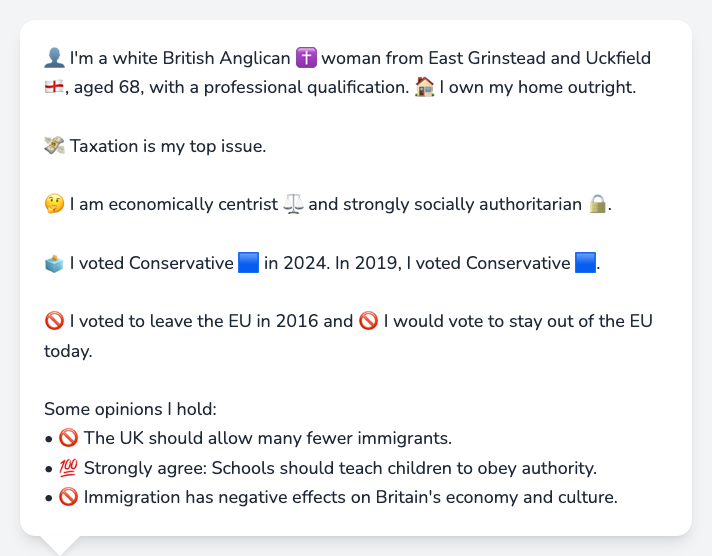 👤 I'm a white British Anglican ✝️ woman from East Grinstead and Uckfield
🏴󠁧󠁢󠁥󠁮󠁧󠁿, aged 68, with a professional qualification. 🏠 I own my home outright.
💸 Taxation is my top issue.
🤔 I am economically centrist ⚖️ and strongly socially authoritarian 🔒.
🗳️ I voted Conservative 🟦 in 2024. In 2019, I voted Conservative 🟦.
🚫 I voted to leave the EU in 2016 and 🚫 I would vote to stay out of the EU
today.
Some opinions I hold:
• 🚫 The UK should allow many fewer immigrants.
• 💯 Strongly agree: Schools should teach children to obey authority.
• 🚫 Immigration has negative effects on Britain's economy and culture.